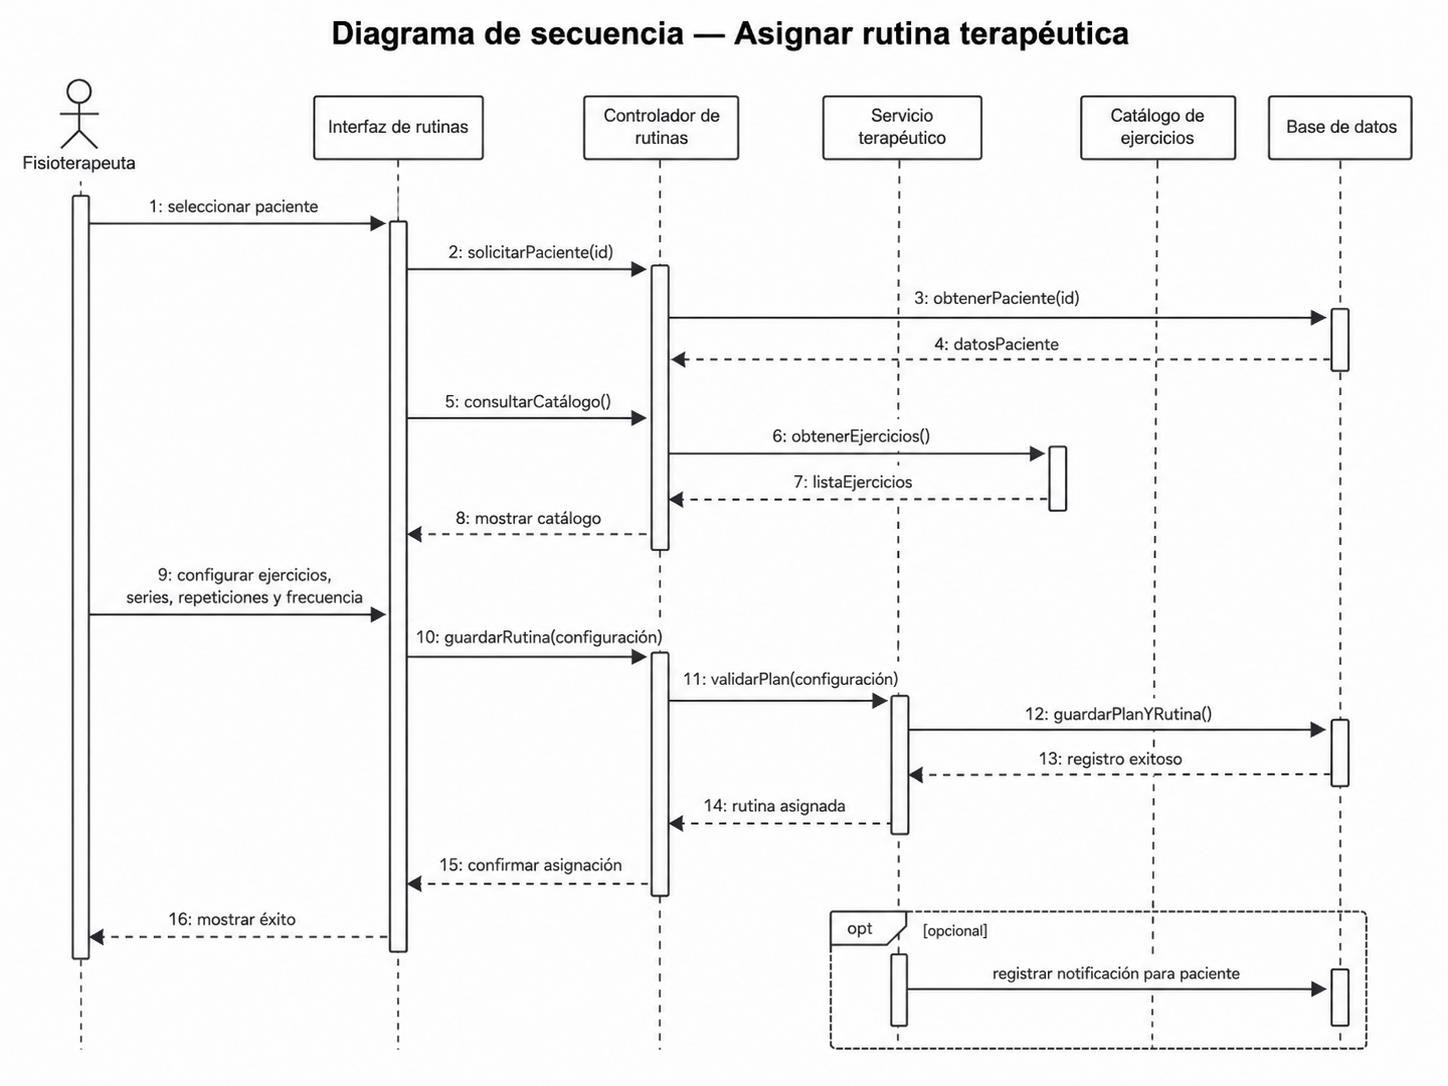 Diagrama de secuencia — Asignar rutina terapéutica
Fisioterapeuta
Interfaz de rutinas
Controlador de
rutinas
Servicio
terapéutico
Catálogo de
ejercicios
Base de datos
1: seleccionar paciente
2: solicitarPaciente(id)
3: obtenerPaciente(id)
4: datosPaciente
5: consultarCatálogo()
6: obtenerEjercicios()
7: listaEjercicios
8: mostrar catálogo
9: configurar ejercicios,
series, repeticiones y frecuencia
10: guardarRutina(configuración)
11: validarPlan(configuración)
12: guardarPlanYRutina()
13: registro exitoso
14: rutina asignada
15: confirmar asignación
16: mostrar éxito
opt
[opcional]
registrar notificación para paciente